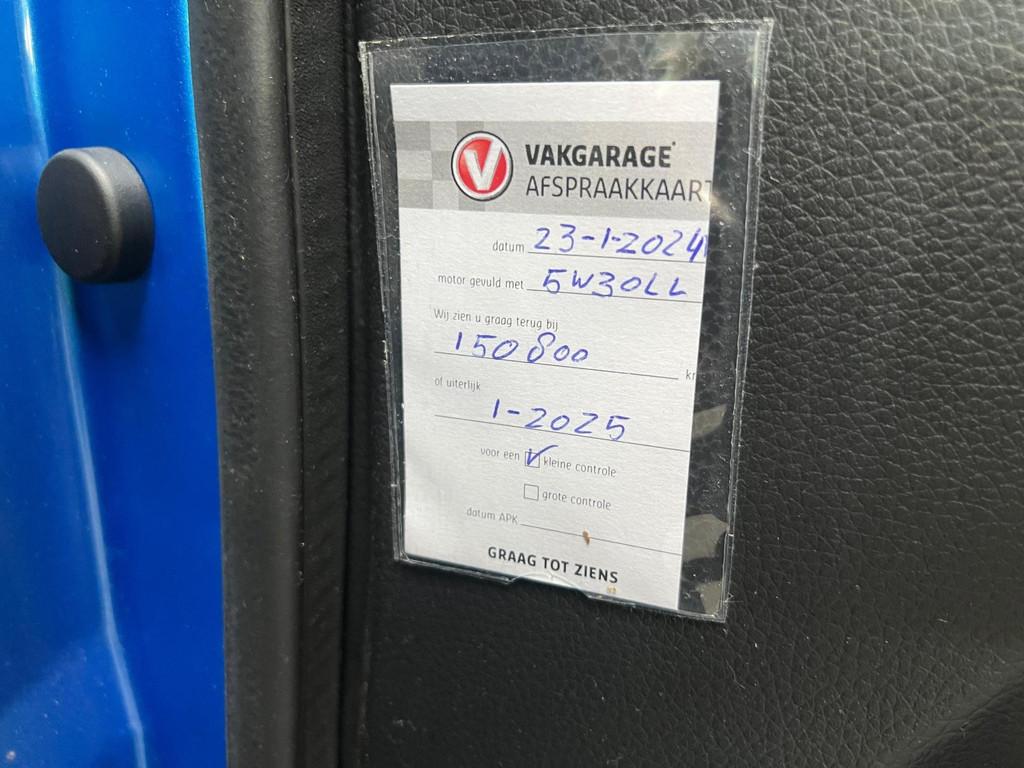 VAKGARAGE
AFSPRAAKKAART
datum 23-1-2024
motor gevuld met 5W30LL
Wij zien u graag terug bij
150800 km
of uiterlijk
1-2025
voor een kleine controle
grote controle
datum APK
GRAAG TOT ZIENS